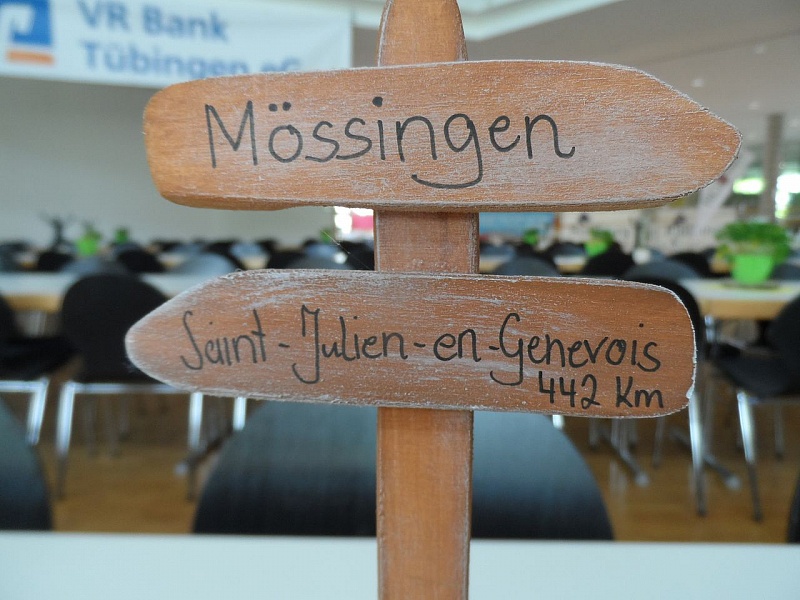 VR Bank
Tübingen eG
Mössingen
Saint-Julien-en-Genevois
442 Km